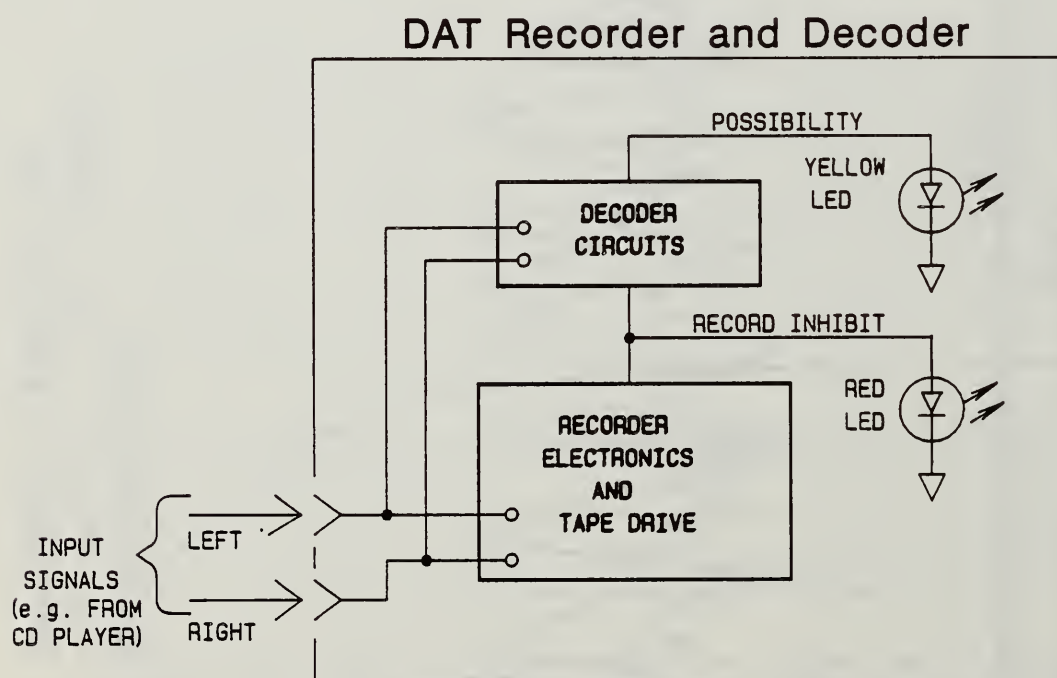 DAT Recorder and Decoder
POSSIBILITY
YELLOW
LED
DECODER
CIRCUITS
RECORD INHIBIT
RED
LED
RECORDER
ELECTRONICS
AND
TAPE DRIVE
LEFT
INPUT
SIGNALS
(e.g. FROM
CD PLAYER)
RIGHT